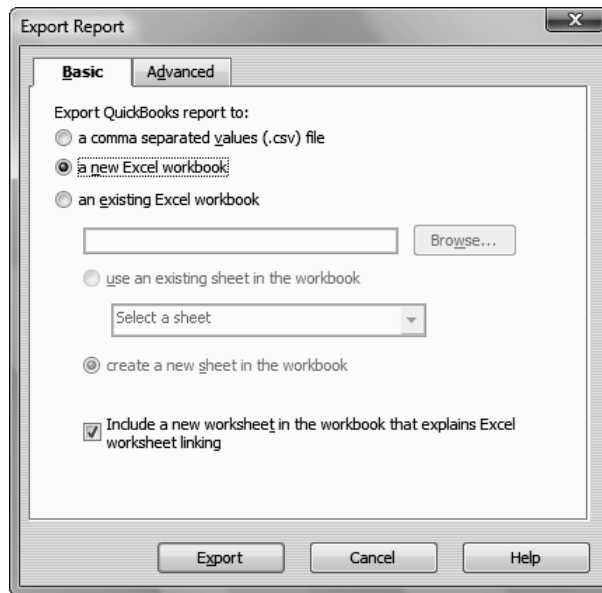 Export Report
x
Basic
Advanced
Export QuickBooks report to:
a comma separated values (.csv) file
a new Excel workbook
an existing Excel workbook
Browse...
use an existing sheet in the workbook
Select a sheet
create a new sheet in the workbook
Include a new worksheet in the workbook that explains Excel
worksheet linking
Export
Cancel
Help